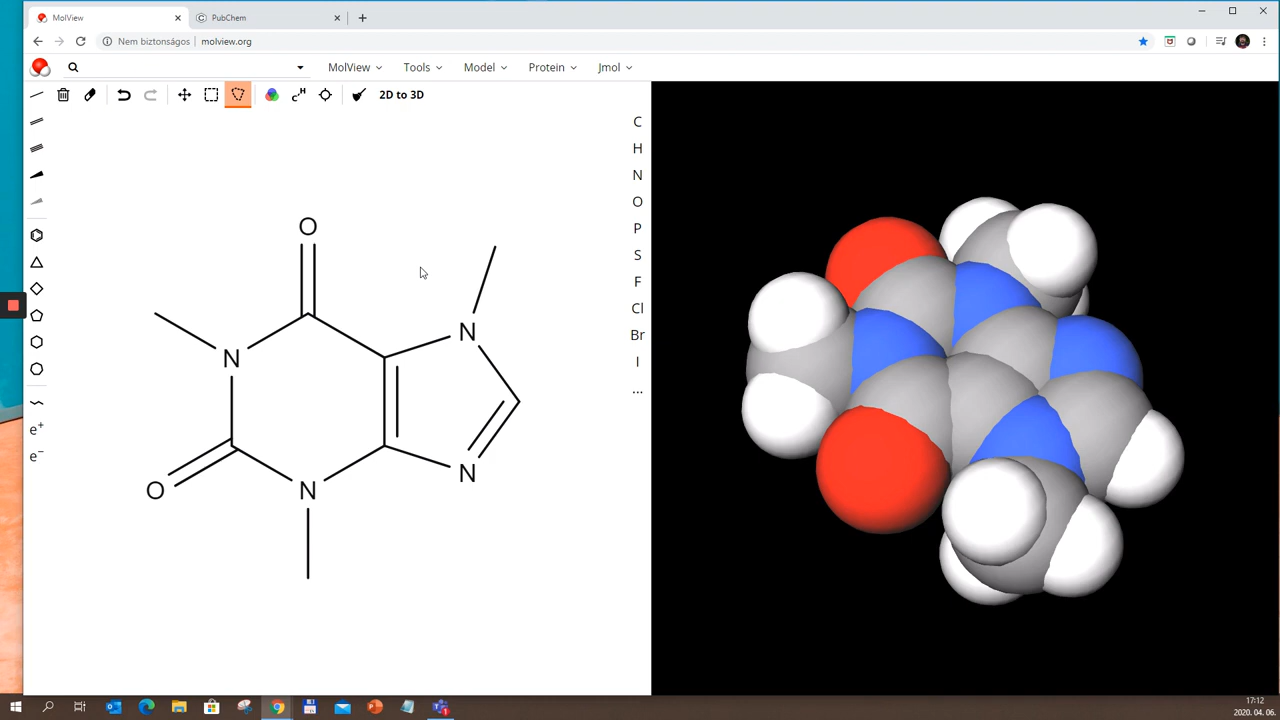 MolView
PubChem
Nem biztonságos
molview.org
MolView
Tools
Model
Protein
Jmol
2D to 3D
C
H
N
O
P
S
F
Cl
Br
I
...
e+
e−
O
N
N
O
N
N
17:12
2020. 04. 06.